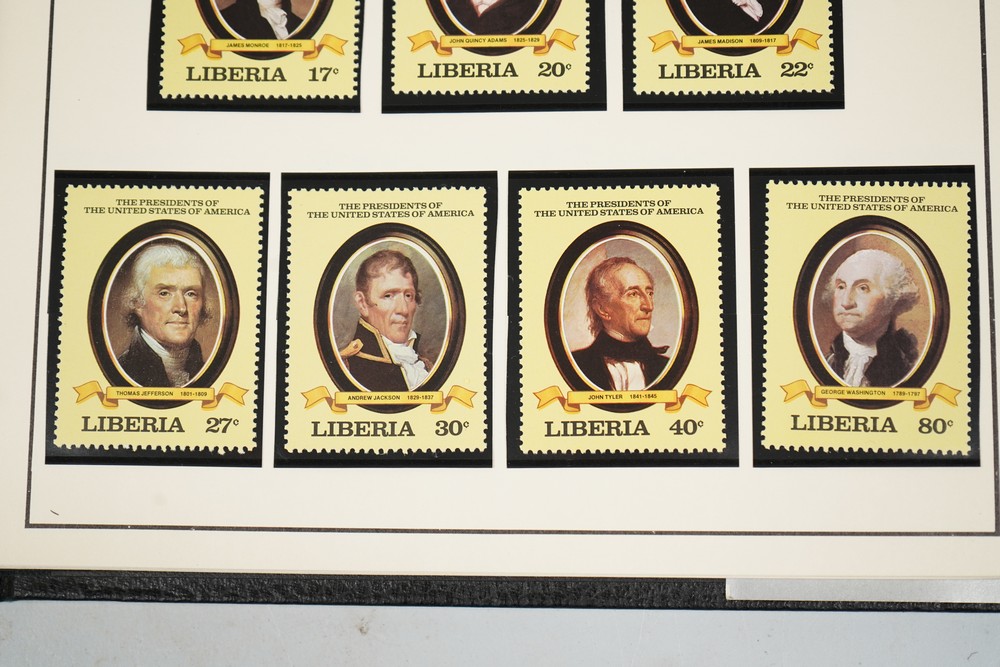 JAMES MONROE 1817-1825
LIBERIA 17c
JOHN QUINCY ADAMS 1825-1829
LIBERIA 20c
JAMES MADISON 1809-1817
LIBERIA 22c
THE PRESIDENTS OF
THE UNITED STATES OF AMERICA
THOMAS JEFFERSON 1801-1809
LIBERIA 27c
THE PRESIDENTS OF
THE UNITED STATES OF AMERICA
ANDREW JACKSON 1829-1837
LIBERIA 30c
THE PRESIDENTS OF
THE UNITED STATES OF AMERICA
JOHN TYLER 1841-1845
LIBERIA 40c
THE PRESIDENTS OF
THE UNITED STATES OF AMERICA
GEORGE WASHINGTON 1789-1797
LIBERIA 80c